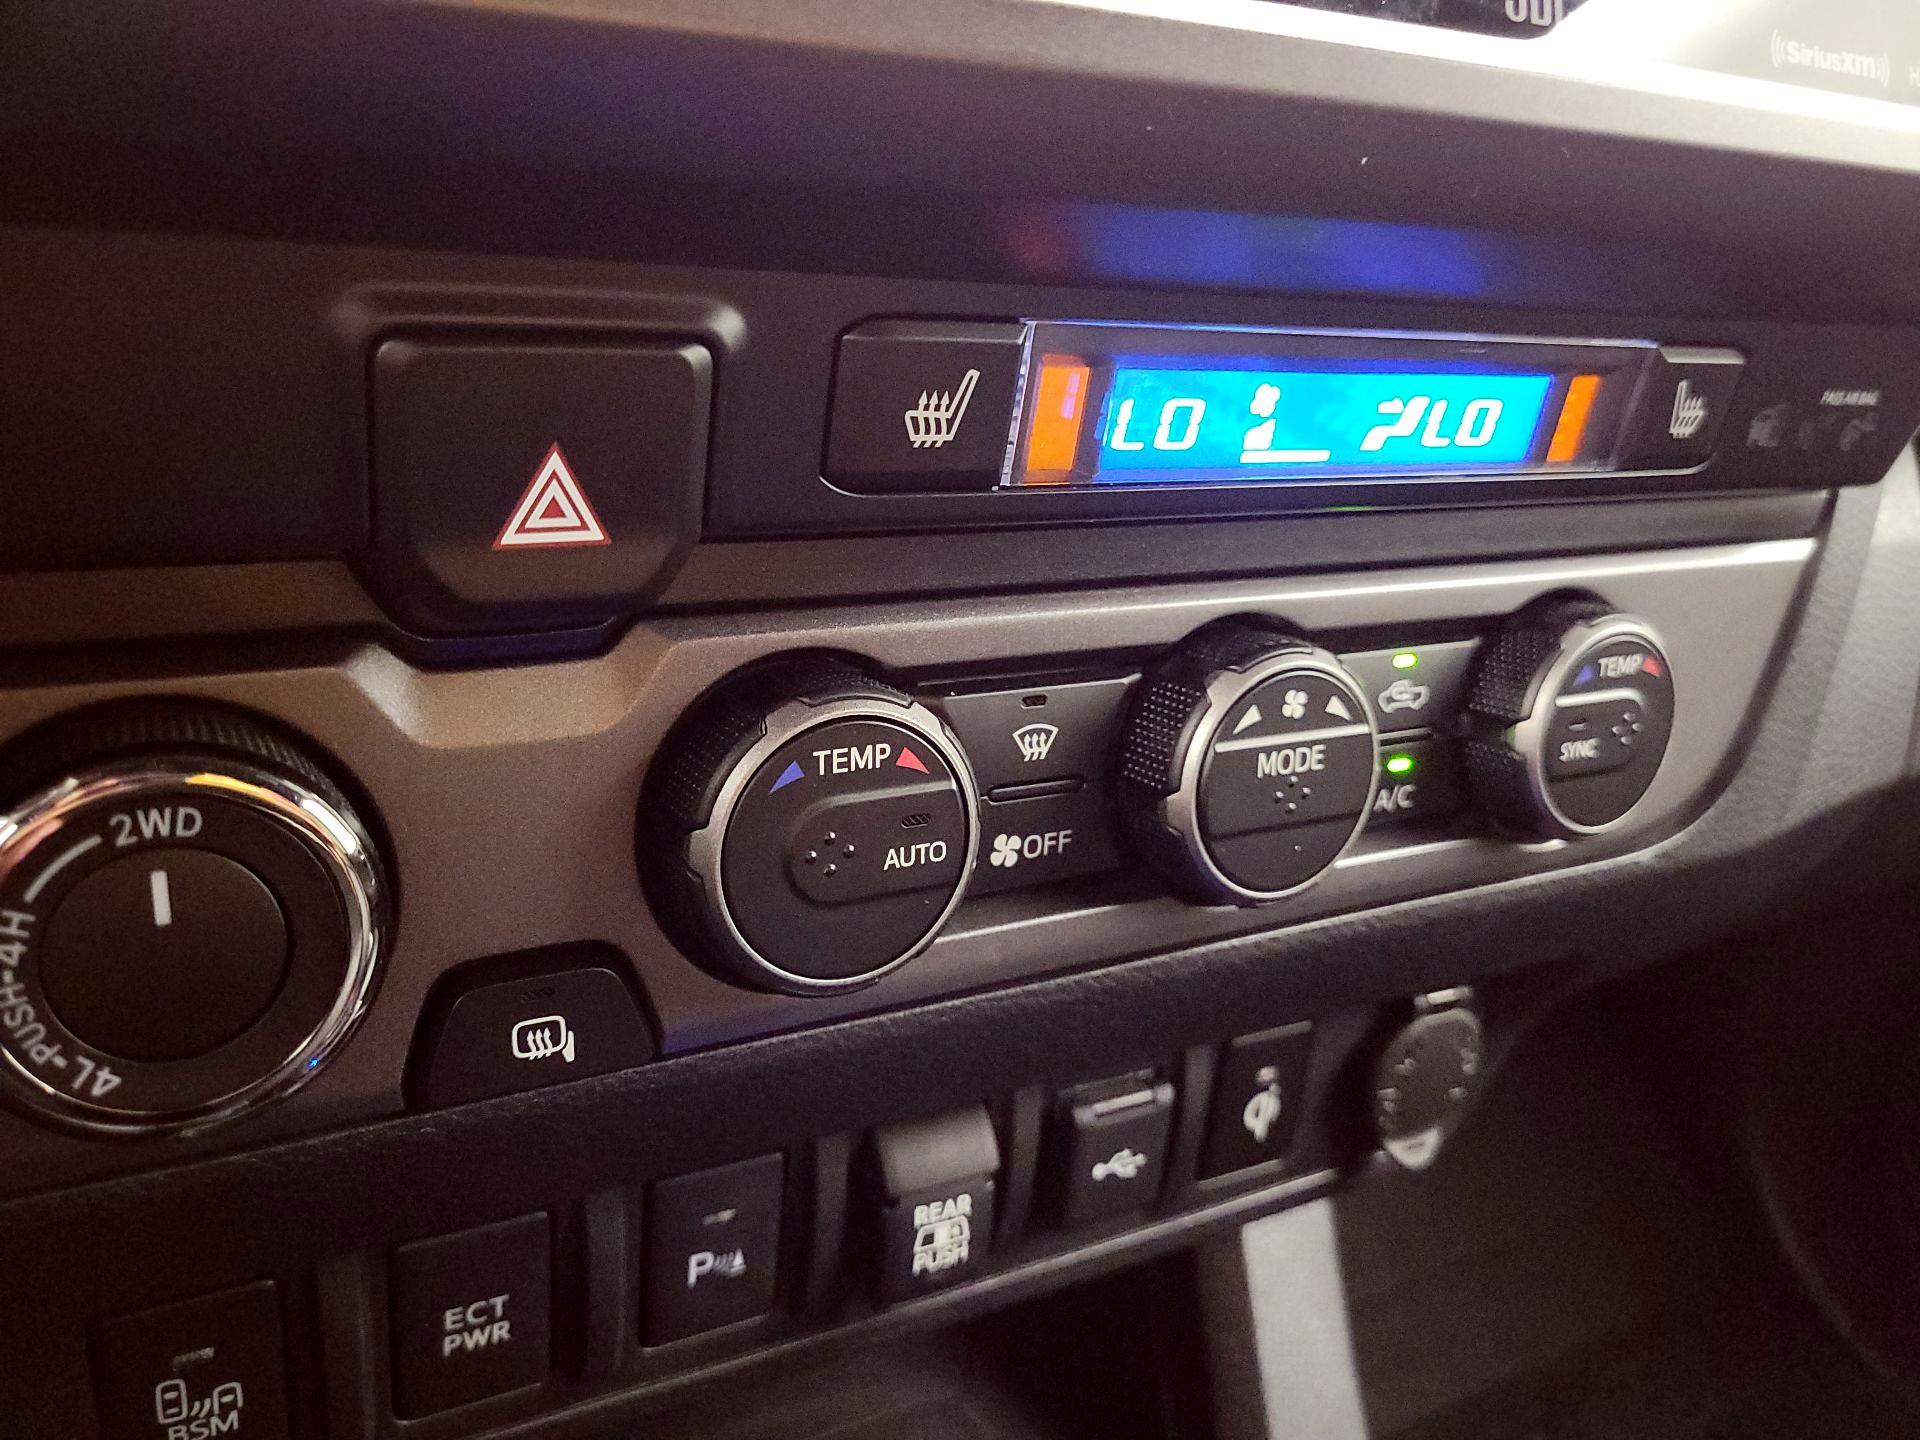 JBL
SiriusXm
PASS AIR BAG
LO LO
2WD
4L-PUSH-4H
TEMP
AUTO
OFF
MODE
A/C
TEMP
SYNC
BSM
ECT
PWR
P
REAR
PUSH